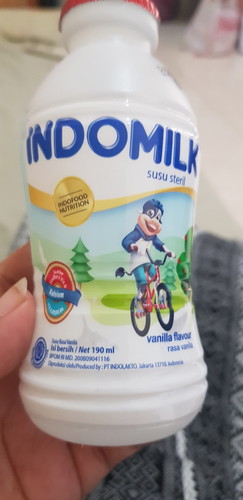 INDOMILK
susu steril
INDOFOOD
NUTRITION
Kalsium
vanilla flavour
rasa vanila
Susu Rasa Vanila
Isi bersih / Net 190 ml
BPOM RI MD. 200809041116
Diproduksi oleh/Produced by : PT INDOLAKTO. Jakarta 13710. Indonesia